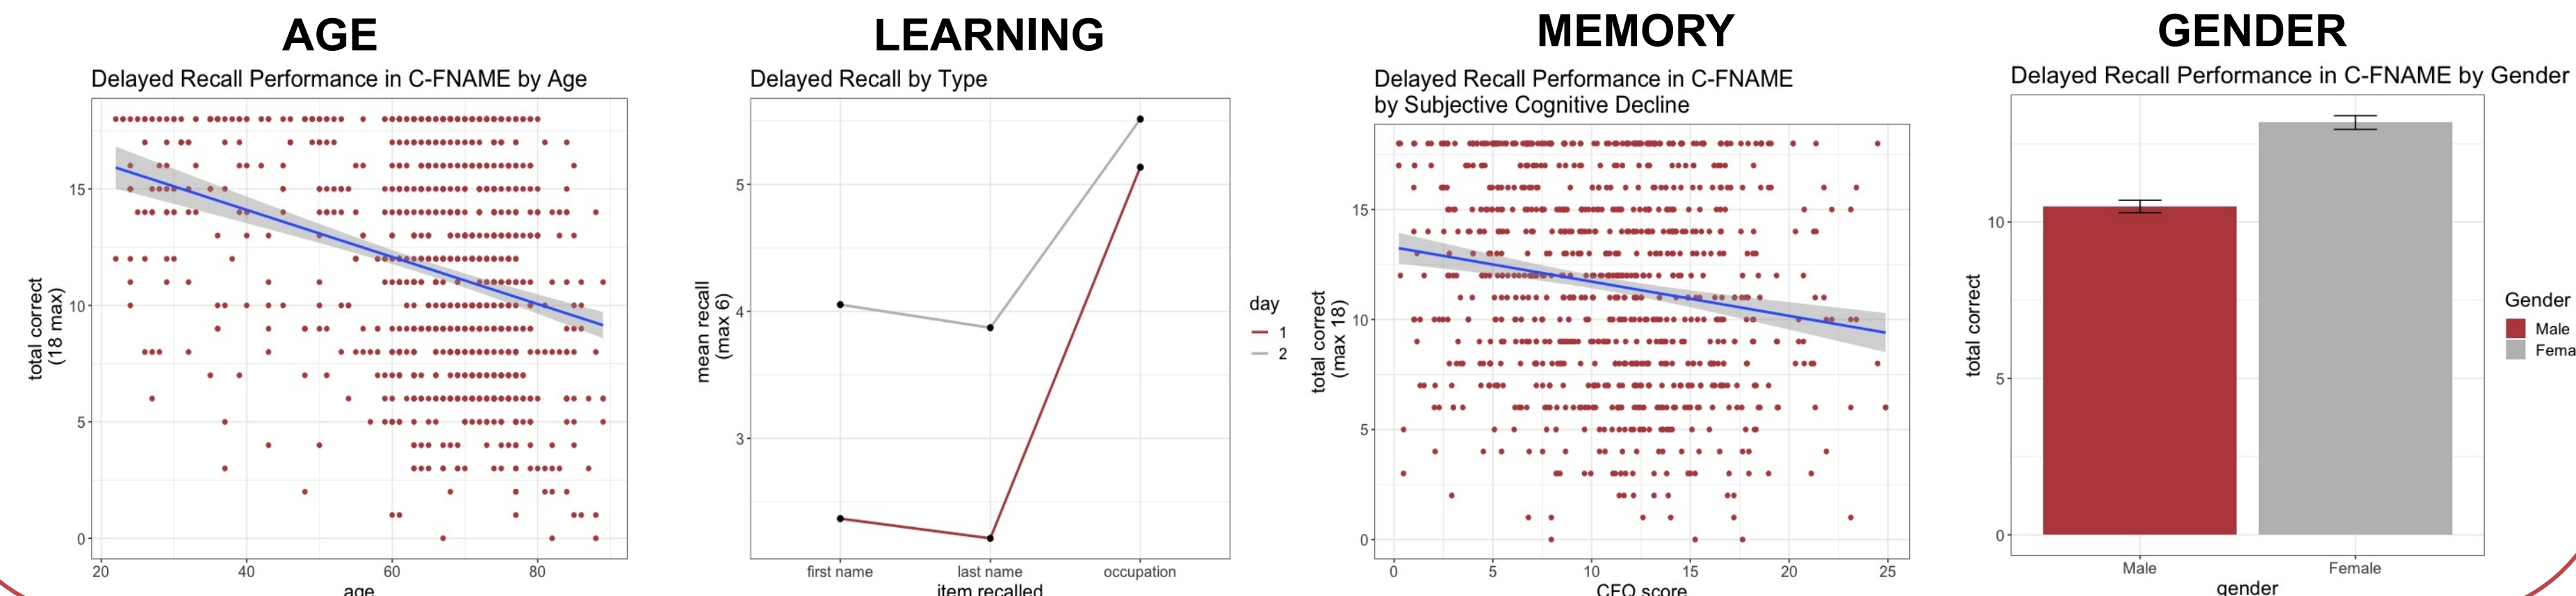 AGE
Delayed Recall Performance in C-FNAME by Age
total correct
(18 max)
15
10
5
0
20 40 60 80
age
LEARNING
Delayed Recall by Type
mean recall
(max 6)
5
4
3
first name last name occupation
item recalled
day
1
2
MEMORY
Delayed Recall Performance in C-FNAME
by Subjective Cognitive Decline
total correct
(max 18)
15
10
5
0
0 5 10 15 20 25
CFQ score
GENDER
Delayed Recall Performance in C-FNAME by Gender
total correct
10
5
0
Male Female
gender
Gender
Male
Fema